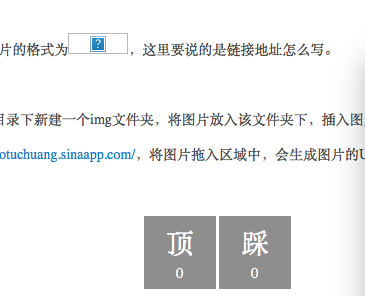 片的格式为 ，这里要说的是链接地址怎么写。
目录下新建一个img文件夹，将图片放入该文件夹下，插入图
otuchuang.sinaapp.com/，将图片拖入区域中，会生成图片的U
顶 踩
0 0